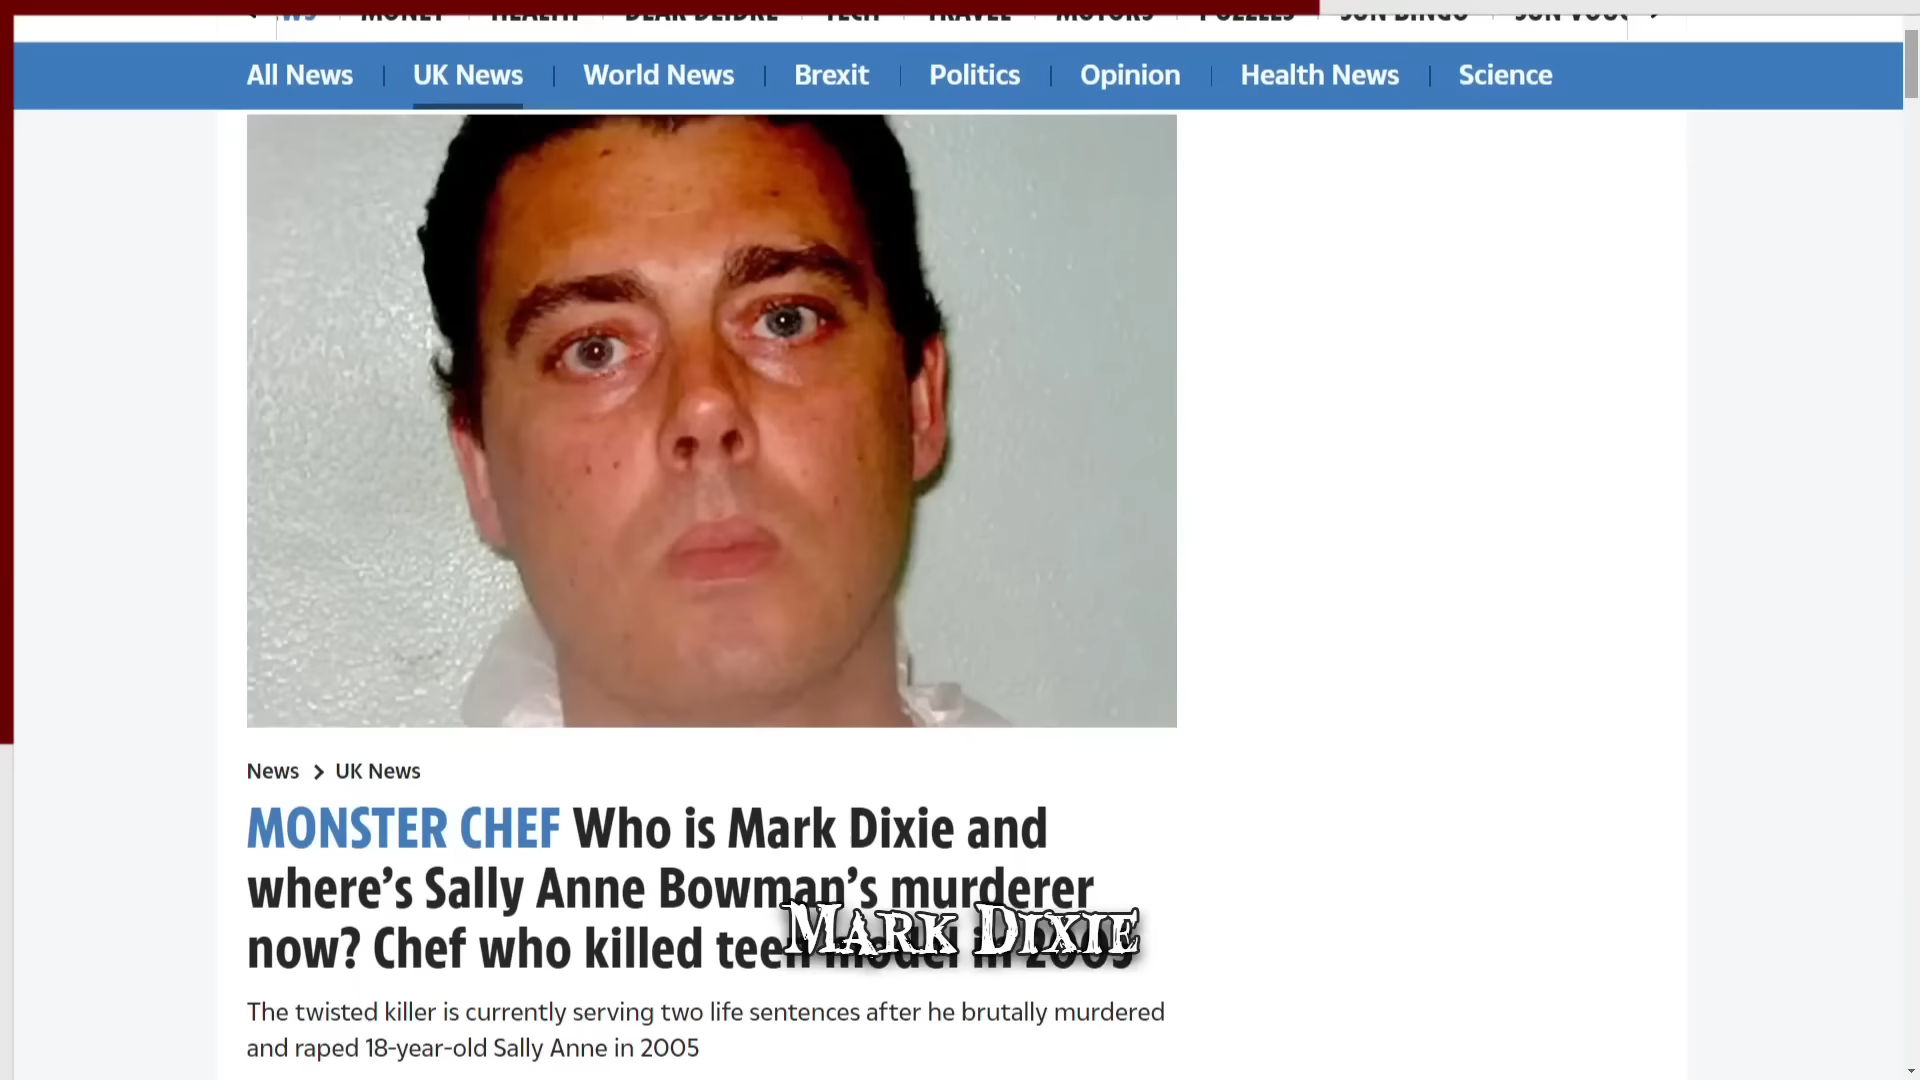 MONEY HEALTH DEAR DEIDRE TECH TRAVEL MOTORS PUZZLES SUN BINGO SUN
All News UK News World News Brexit Politics Opinion Health News Science
News > UK News
MONSTER CHEF Who is Mark Dixie and
where's Sally Anne Bowman's murderer
now? Chef who killed teen model in 2005
MARK DIXIE
The twisted killer is currently serving two life sentences after he brutally murdered
and raped 18-year-old Sally Anne in 2005